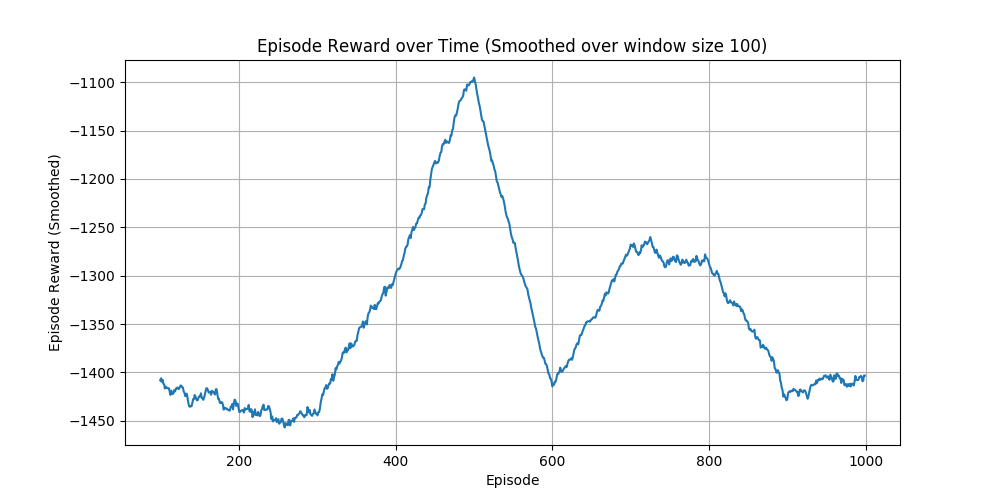 Episode Reward over Time (Smoothed over window size 100)
−1100
−1150
−1200
−1250
−1300
−1350
−1400
−1450
Episode Reward (Smoothed)
200 400 600 800 1000
Episode